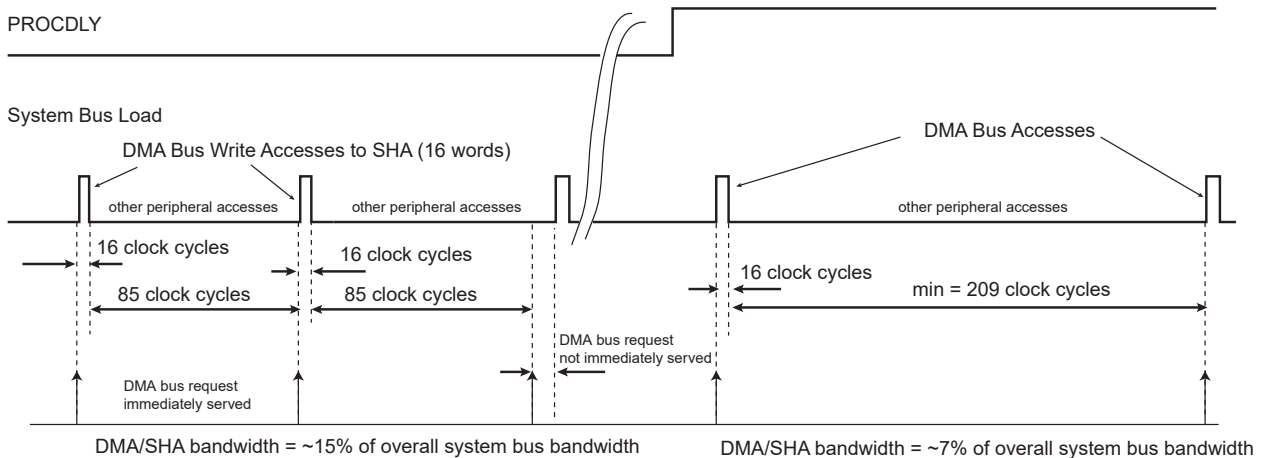 PROCDLY
System Bus Load
DMA Bus Write Accesses to SHA (16 words)
DMA Bus Accesses
other peripheral accesses
other peripheral accesses
other peripheral accesses
16 clock cycles
16 clock cycles
16 clock cycles
85 clock cycles
85 clock cycles
min = 209 clock cycles
DMA bus request
not immediately served
DMA bus request
immediately served
DMA/SHA bandwidth = ~15% of overall system bus bandwidth
DMA/SHA bandwidth = ~7% of overall system bus bandwidth